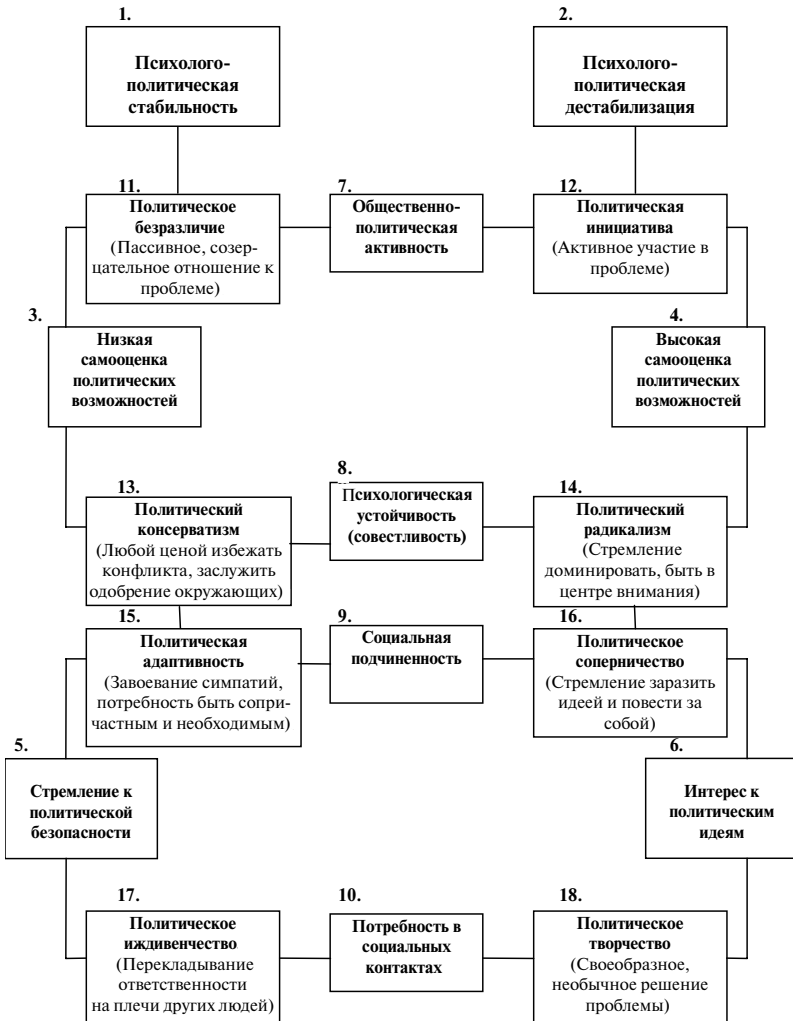 1.
Психолого-
политическая
стабильность
2.
Психолого-
политическая
дестабилизация
11.
Политическое
безразличие
(Пассивное, созер-
цательное отношение к
проблеме)
7.
Общественно-
политическая
активность
12.
Политическая
инициатива
(Активное участие в
проблеме)
3.
Низкая
самооценка
политических
возможностей
4.
Высокая
самооценка
политических
возможностей
13.
Политический
консерватизм
(Любой ценой избежать
конфликта, заслужить
одобрение окружающих)
8.
Психологическая
устойчивость
(совестливость)
14.
Политический
радикализм
(Стремление
доминировать, быть в
центре внимания)
15.
Политическая
адаптивность
(Завоевание симпатий,
потребность быть сопри-
частным и необходимым)
9.
Социальная
подчиненность
16.
Политическое
соперничество
(Стремление заразить
идеей и повести за
собой)
5.
Стремление к
политической
безопасности
6.
Интерес к
политическим
идеям
17.
Политическое
иждивенчество
(Перекладывание
ответственности
на плечи других людей)
10.
Потребность в
социальных
контактах
18.
Политическое
творчество
(Своеобразное,
необычное решение
проблемы)